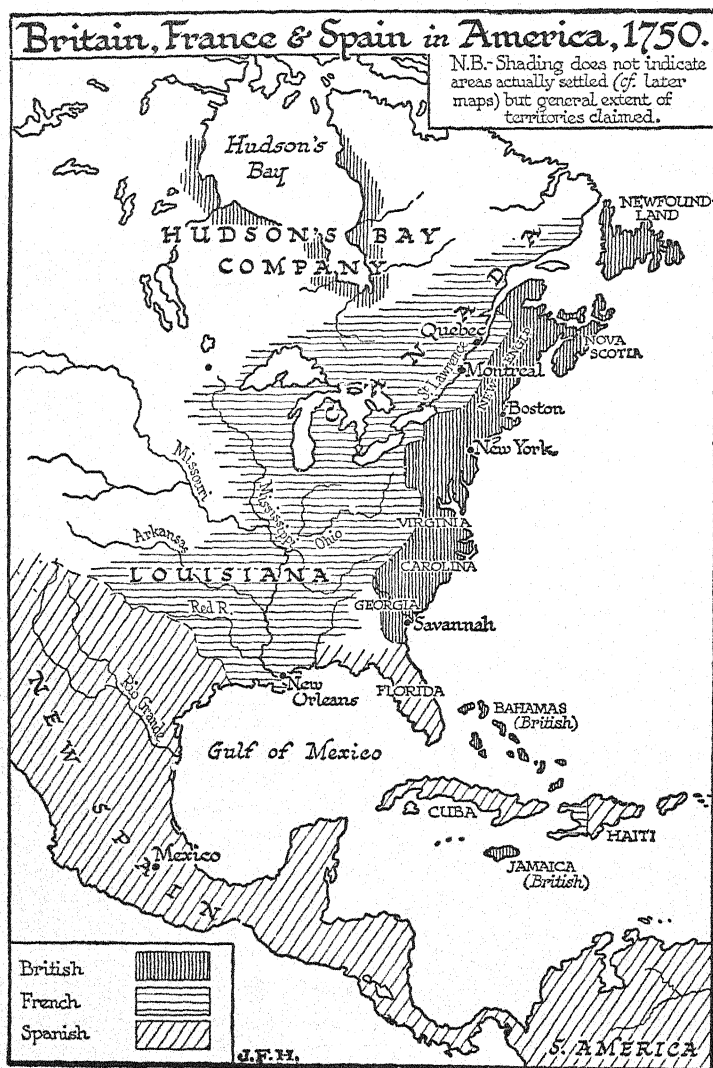 Britain, France & Spain in America, 1750.
N.B.- Shading does not indicate
areas actually settled (cf. later
maps) but general extent of
territories claimed.
Hudson's
Bay
HUDSON'S BAY
COMPANY
NEWFOUND-
LAND
CANADA
Quebec
NOVA
SCOTIA
St Lawrence
Montreal
NEW ENGLAND
Boston
New York
Missouri
Mississippi
Ohio
VIRGINIA
Arkansas
CAROLINA
LOUISIANA
GEORGIA
Red R.
Savannah
New
Orleans
FLORIDA
Rio Grande
BAHAMAS
(British)
NEW SPAIN
Gulf of Mexico
CUBA
HAITI
Mexico
JAMAICA
(British)
British
French
Spanish
J.F.H.
S. AMERICA